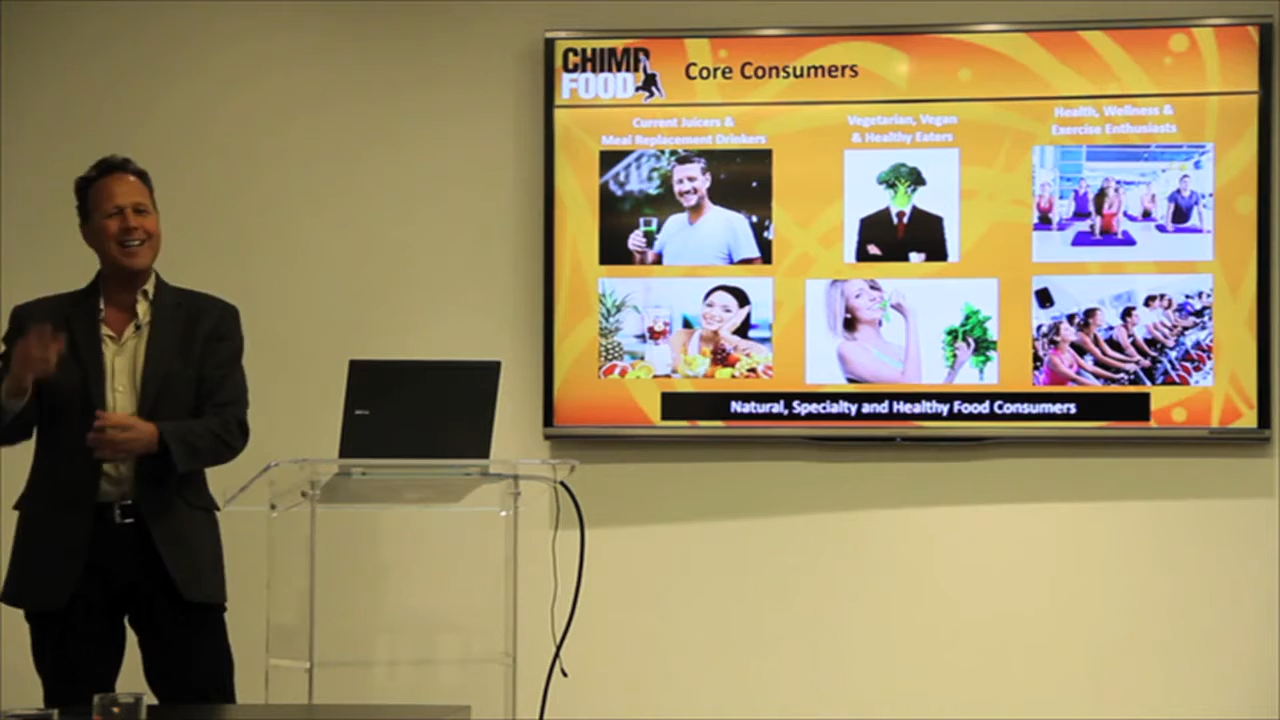 CHIMP
FOOD
Core Consumers
Current Juicers &
Meal Replacement Drinkers
Vegetarian, Vegan
& Healthy Eaters
Health, Wellness &
Exercise Enthusiasts
Natural, Specialty and Healthy Food Consumers